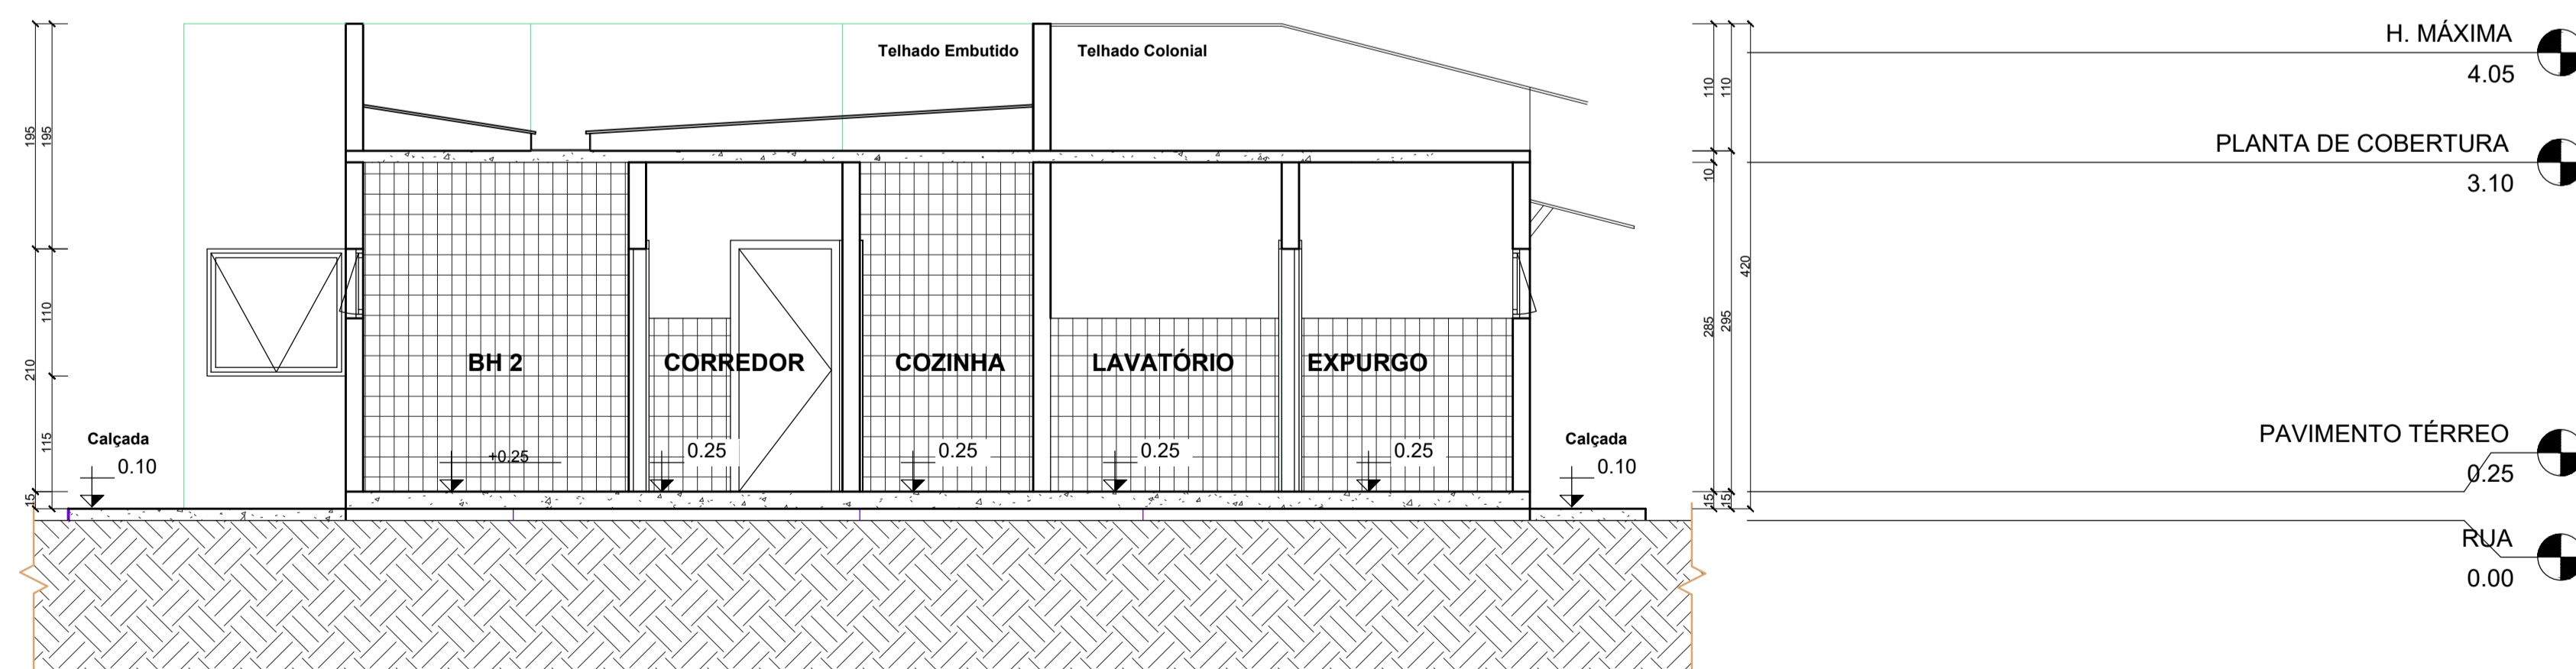 Telhado Embutido
Telhado Colonial
H. MÁXIMA
4.05
PLANTA DE COBERTURA
3.10
195
195
110
110
10
420
110
210
115
15
285
295
15
15
BH 2
CORREDOR
COZINHA
LAVATÓRIO
EXPURGO
Calçada
0.10
+0.25
0.25
0.25
0.25
0.25
Calçada
0.10
PAVIMENTO TÉRREO
0.25
RUA
0.00